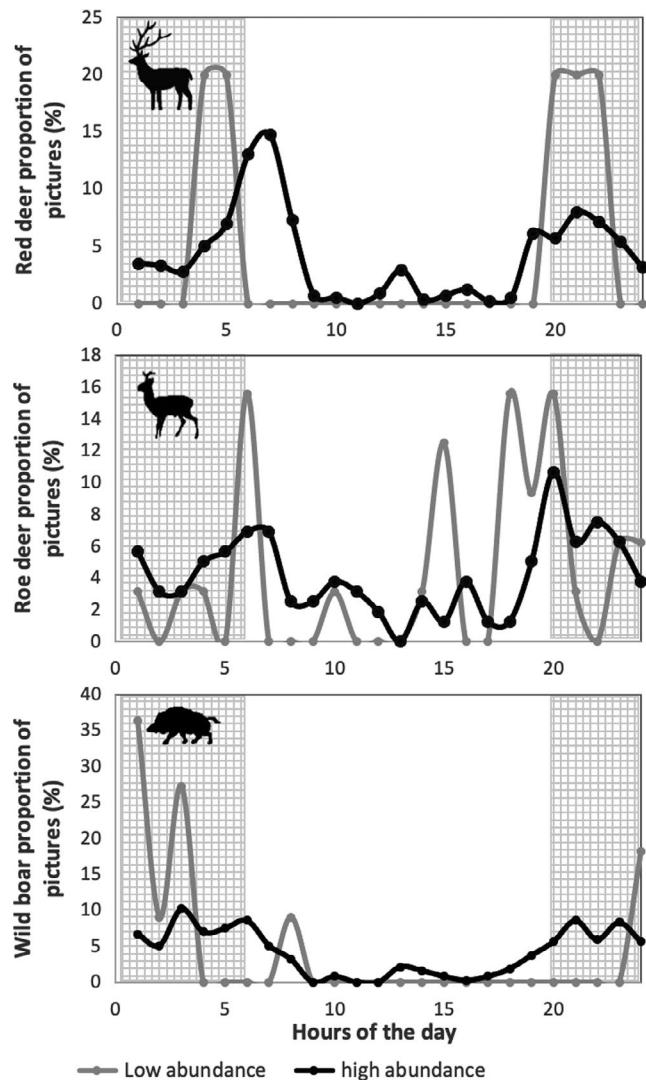 Red deer proportion of
pictures (%)
25
20
15
10
5
0
0 5 10 15 20
Roe deer proportion of
pictures (%)
18
16
14
12
10
8
6
4
2
0
0 5 10 15 20
Wild boar proportion of
pictures (%)
40
35
30
25
20
15
10
5
0
0 5 10 15 20
Hours of the day
Low abundance high abundance